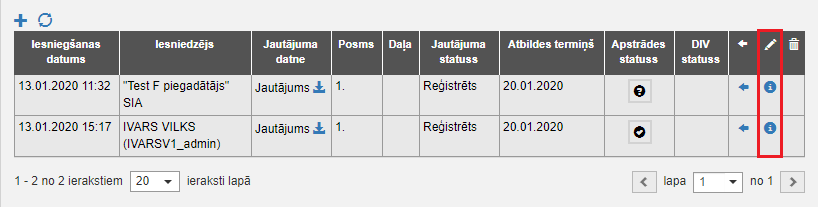 Iesniegšanas datums Iesniedzējs Jautājuma datne Posms Daļa Jautājuma statuss Atbildes termiņš Apstrādes statuss DIV statuss
13.01.2020 11:32 "Test F piegadātājs" SIA Jautājums 1. Reģistrēts 20.01.2020
13.01.2020 15:17 IVARS VILKS (IVARSV1_admin) Jautājums 1. Reģistrēts 20.01.2020
1 - 2 no 2 ierakstiem 20 ieraksti lapā lapa 1 no 1